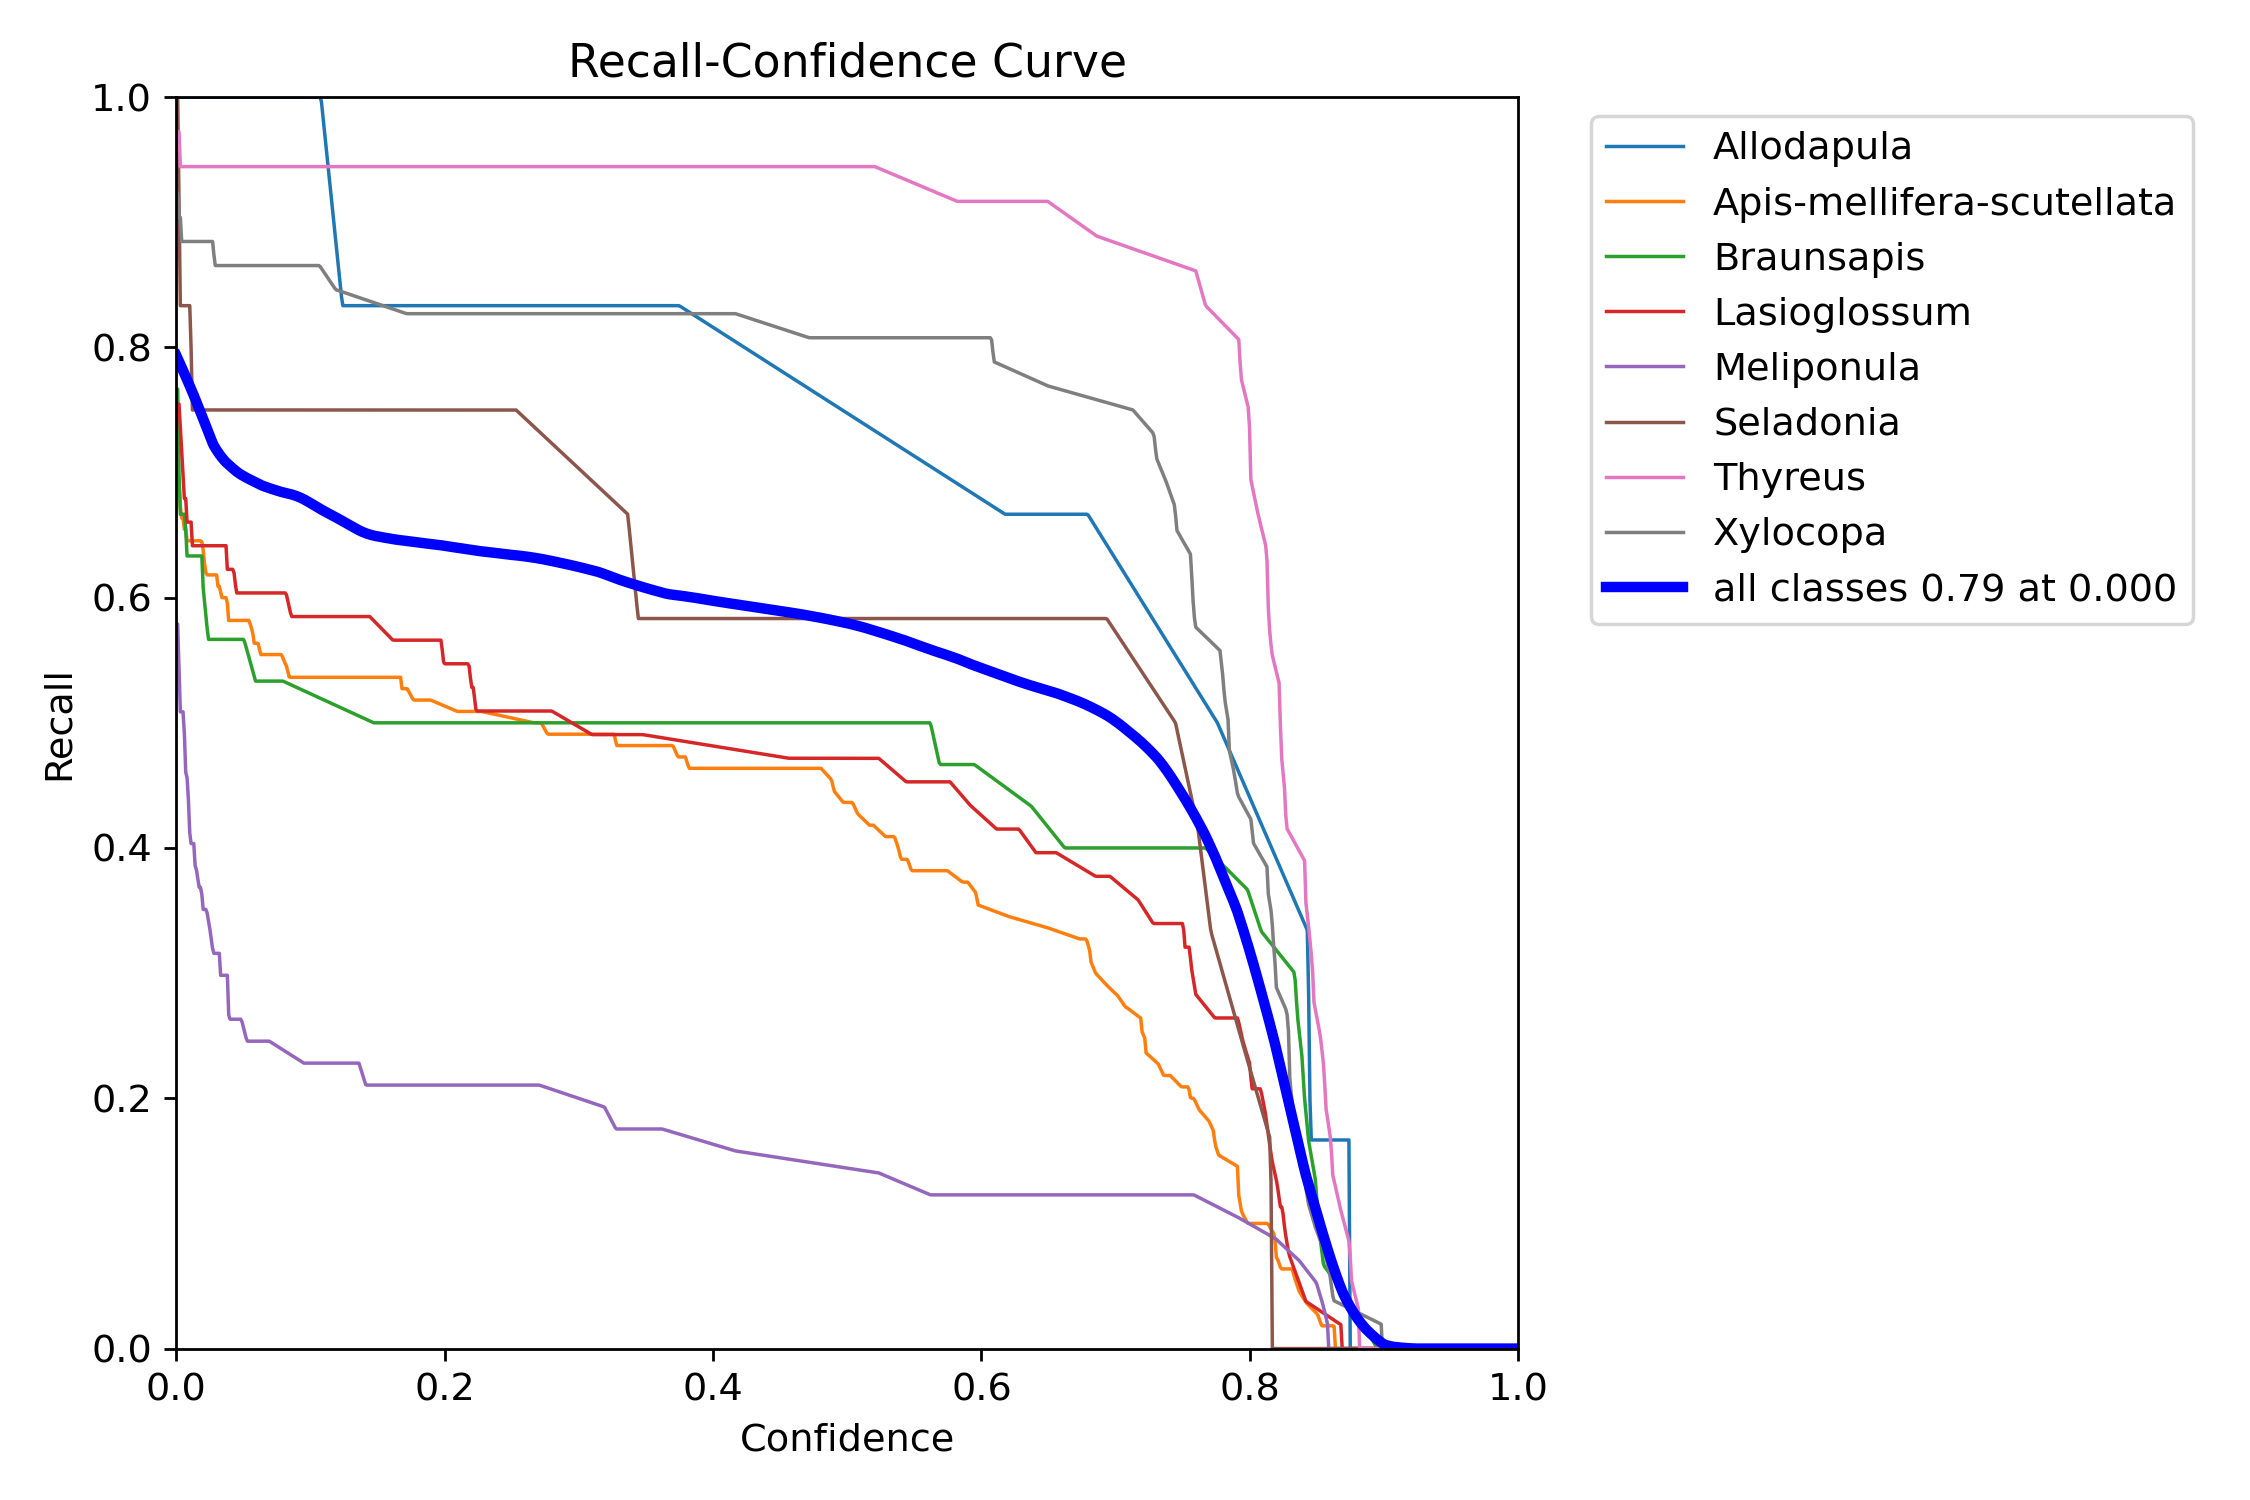 Recall-Confidence Curve
1.0
0.8
0.6
0.4
0.2
0.0
Recall
0.0 0.2 0.4 0.6 0.8 1.0
Confidence
Allodapula
Apis-mellifera-scutellata
Braunsapis
Lasioglossum
Meliponula
Seladonia
Thyreus
Xylocopa
all classes 0.79 at 0.000